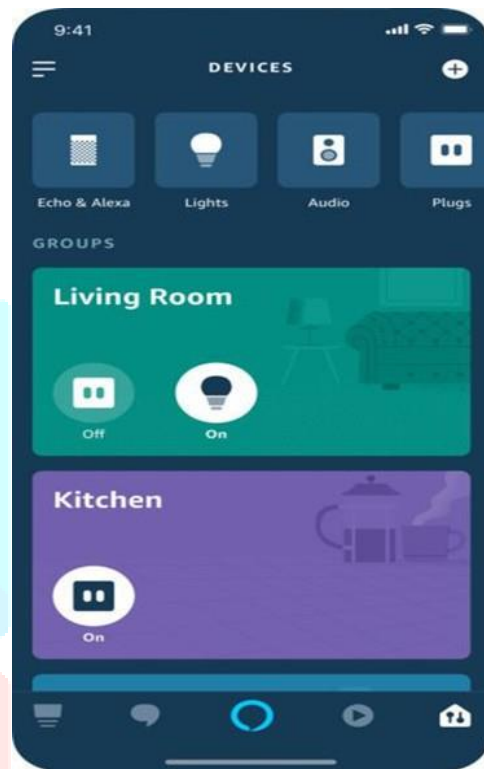 9:41
DEVICES
Echo & Alexa Lights Audio Plugs
GROUPS
Living Room
Off On
Kitchen
On